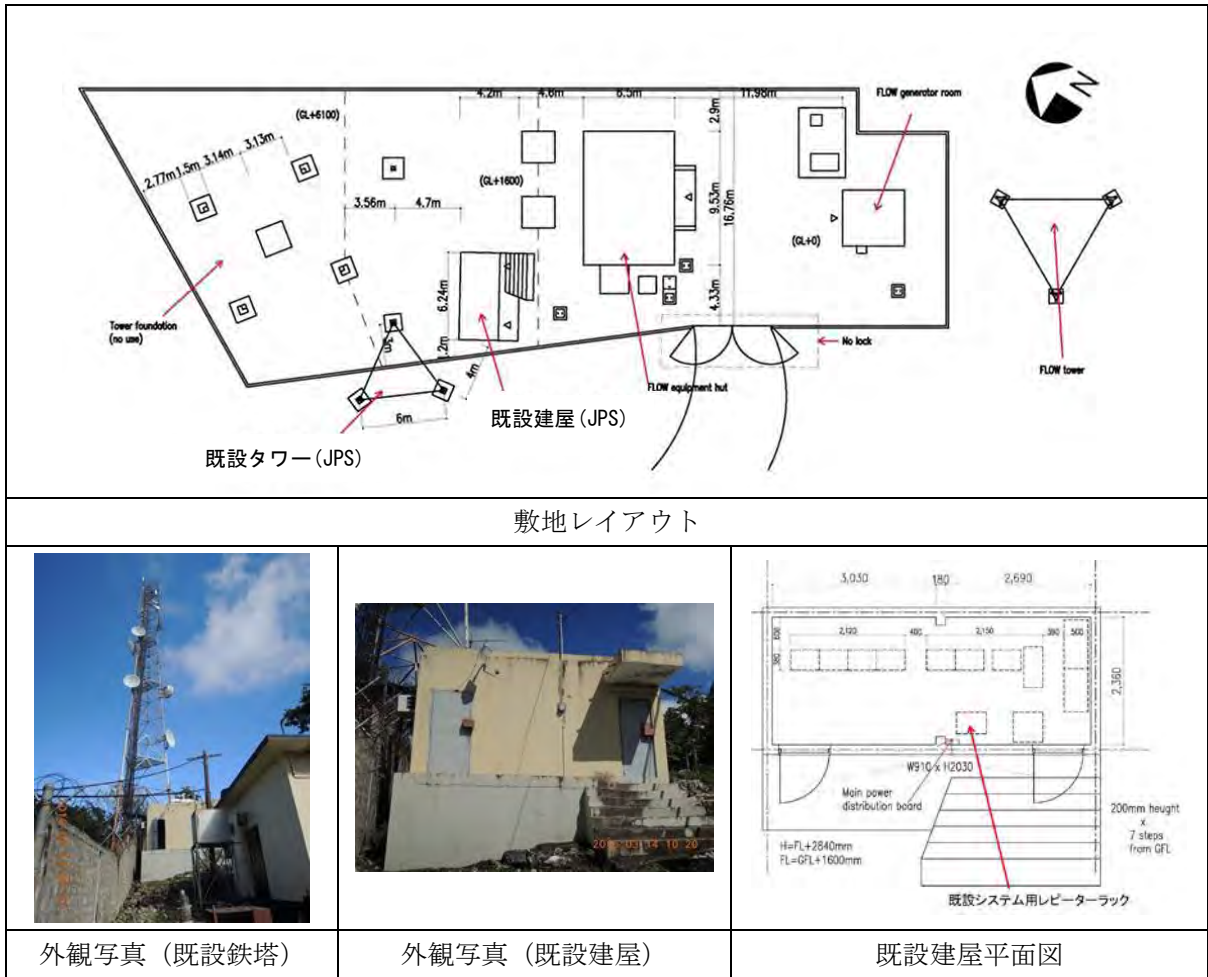 4.2m
4.6m
6.5m
11.98m
FLOW generator room
N
(GL+6100)
2.77m
1.5m
3.14m
3.13m
2.9m
3.56m
4.7m
(GL+1600)
9.53m
16.76m
(GL+0)
6.24m
4.33m
Tower foundation
(no use)
3m
1.2m
4m
No lock
FLOW equipment hut
FLOW tower
6m
既設建屋(JPS)
既設タワー(JPS)
敷地レイアウト
3,030
180
2,690
600
2,120
400
2,150
500
2,360
W910 x H2030
Main power
distribution board
200mm heught
x
7 steps
from GFL
H=FL+2640mm
FL=GFL+1600mm
既設システム用レピーターラック
外観写真（既設鉄塔）
外観写真（既設建屋）
既設建屋平面図